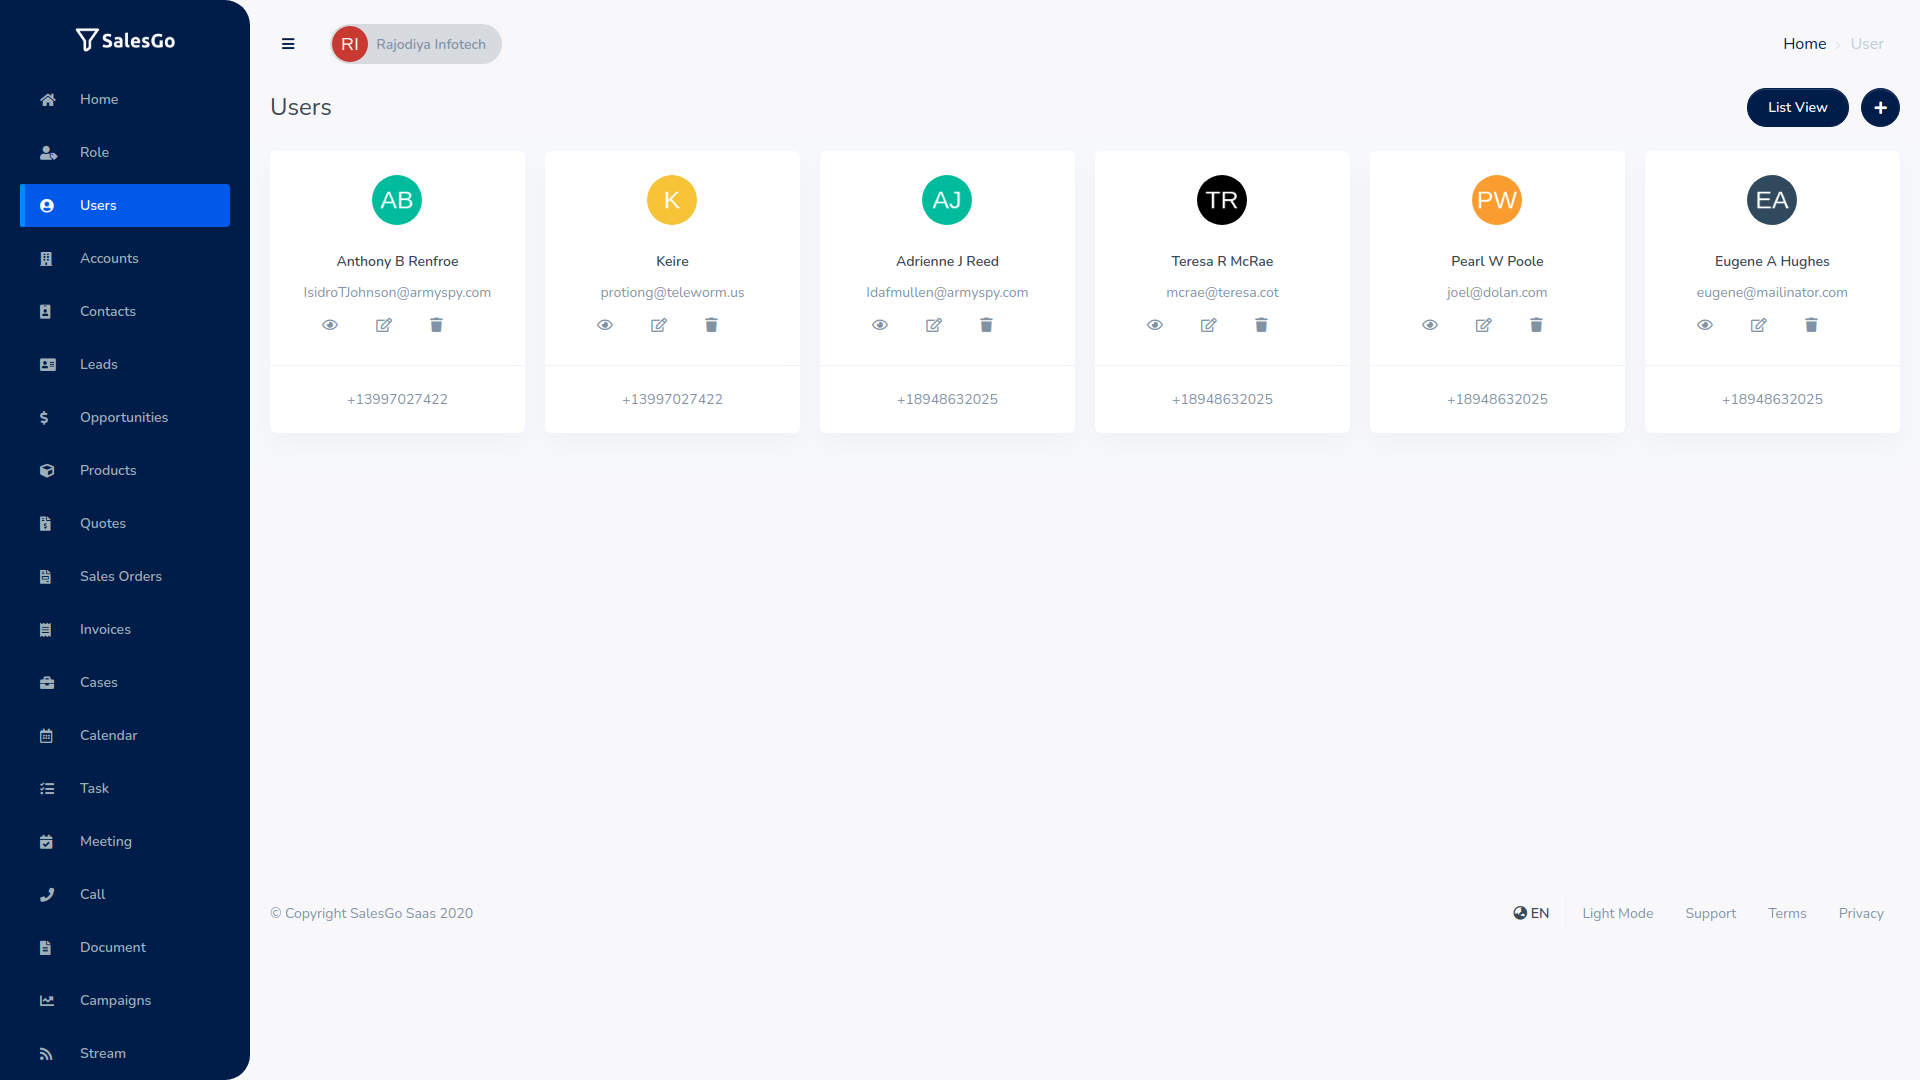 SalesGo
Home
Role
Users
Accounts
Contacts
Leads
Opportunities
Products
Quotes
Sales Orders
Invoices
Cases
Calendar
Task
Meeting
Call
Document
Campaigns
Stream
RI Rajodiya Infotech
Home › User
Users
List View
AB
Anthony B Renfroe
IsidroTJohnson@armyspy.com
+13997027422
K
Keire
protiong@teleworm.us
+13997027422
AJ
Adrienne J Reed
Idafmullen@armyspy.com
+18948632025
TR
Teresa R McRae
mcrae@teresa.cot
+18948632025
PW
Pearl W Poole
joel@dolan.com
+18948632025
EA
Eugene A Hughes
eugene@mailinator.com
+18948632025
© Copyright SalesGo Saas 2020
EN Light Mode Support Terms Privacy